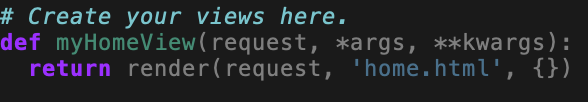 # Create your views here.
def myHomeView(request, *args, **kwargs):
  return render(request, 'home.html', {})